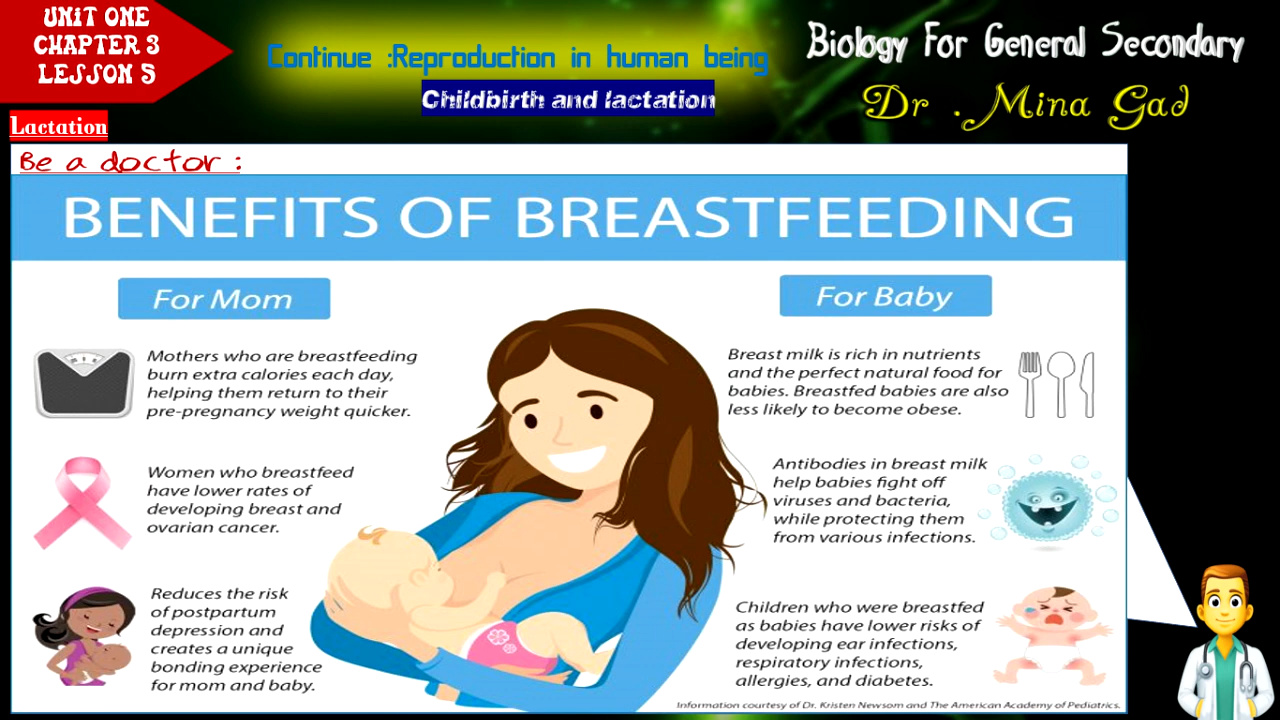 UNIT ONE
CHAPTER 3
LESSON 5
Continue :Reproduction in human being
Childbirth and lactation
Biology For General Secondary
Dr . Mina Gad
Lactation
Be a doctor :
BENEFITS OF BREASTFEEDING
For Mom
Mothers who are breastfeeding
burn extra calories each day,
helping them return to their
pre-pregnancy weight quicker.
Women who breastfeed
have lower rates of
developing breast and
ovarian cancer.
Reduces the risk
of postpartum
depression and
creates a unique
bonding experience
for mom and baby.
For Baby
Breast milk is rich in nutrients
and the perfect natural food for
babies. Breastfed babies are also
less likely to become obese.
Antibodies in breast milk
help babies fight off
viruses and bacteria,
while protecting them
from various infections.
Children who were breastfed
as babies have lower risks of
developing ear infections,
respiratory infections,
allergies, and diabetes.
Information courtesy of Dr. Kristen Newsom and The American Academy of Pediatrics.